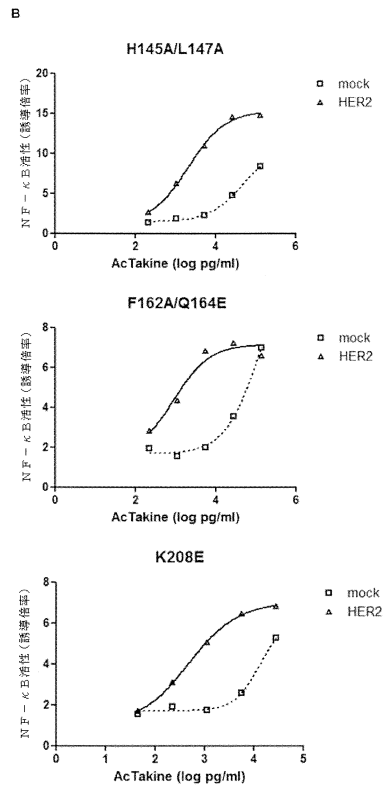 B
H145A/L147A
20
15
10
5
0
0
2
4
6
NF-κB活性(誘導倍率)
AcTakine (log pg/ml)
mock
HER2
F162A/Q164E
8
6
4
2
0
0
2
4
6
NF-κB活性(誘導倍率)
AcTakine (log pg/ml)
mock
HER2
K208E
8
6
4
2
0
0
1
2
3
4
5
NF-κB活性(誘導倍率)
AcTakine (log pg/ml)
mock
HER2